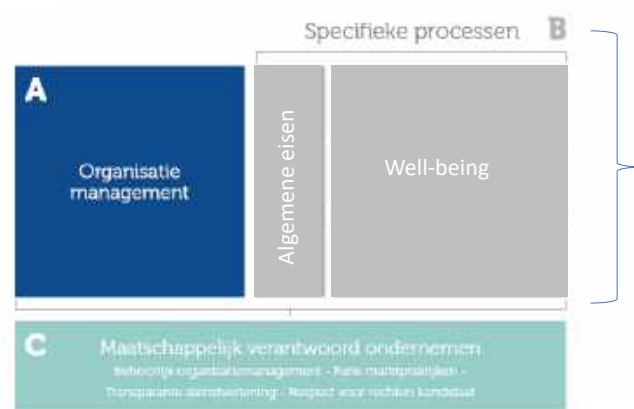 Specifieke processen B
A
Organisatie
management
Algemene eisen
Well-being
C Maatschappelijk verantwoord ondernemen
Behoorlijk organisatiemanagement - Faire marktpraktijken -
Transparante dienstverlening - Respect voor rechten kandidaat